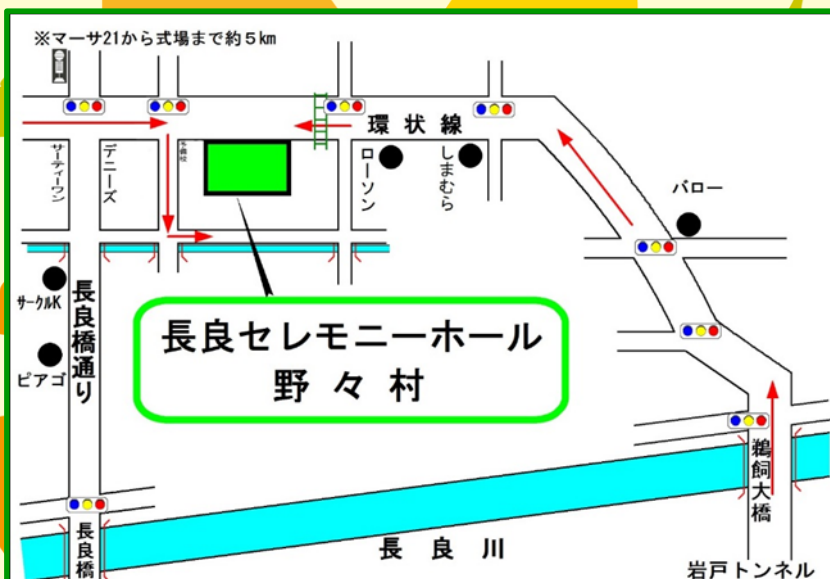 ※マーサ21から式場まで約5km
環状線
サーティーワン
デニーズ
予備校
ローソン
しまむら
バロー
サークルK
ピアゴ
長良橋通り
長良セレモニーホール
野々村
鵜飼大橋
長良橋
長良川
岩戸トンネル